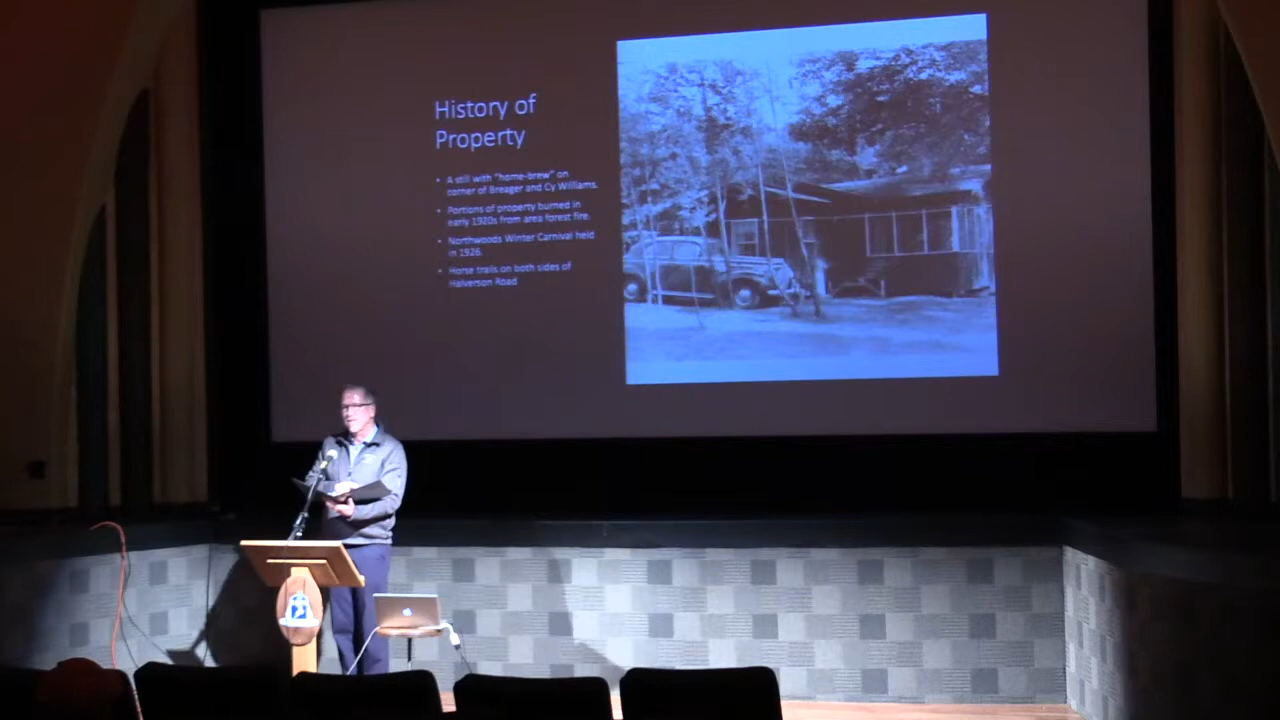 History of
Property
• A still with "home-brew" on
corner of Breager and Cy Williams.
• Portions of property burned in
early 1920s from area forest fire.
• Northwoods Winter Carnival held
in 1926.
• Horse trails on both sides of
Halverson Road